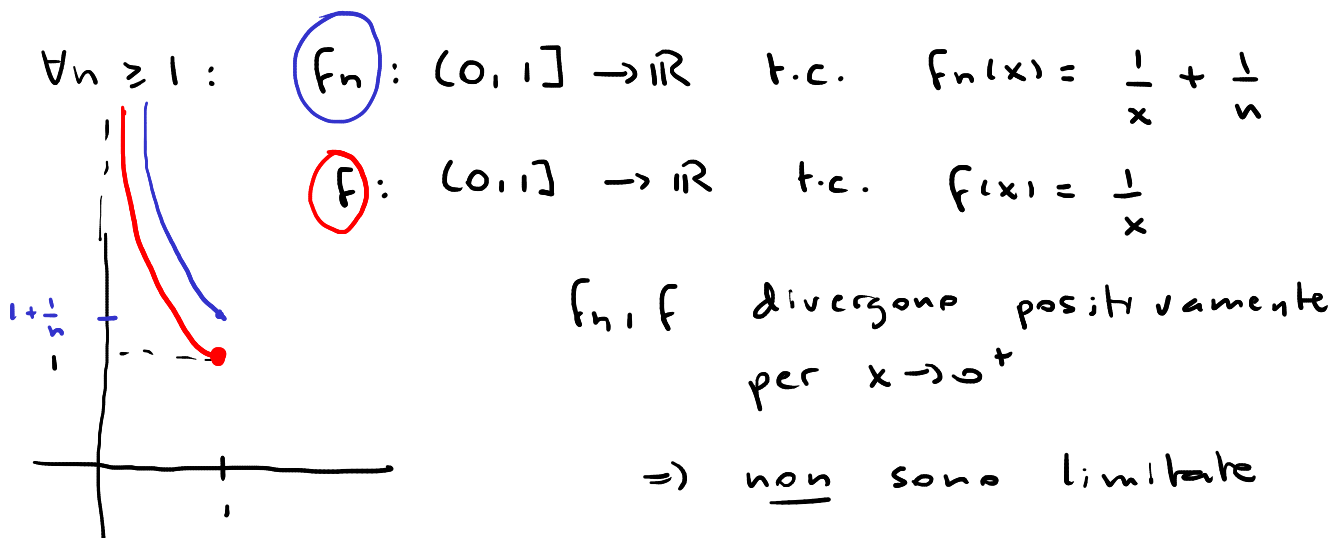 ∀n ≥ 1 : fn : (0, 1] → ℝ t.c. fn(x) = 1/x + 1/n
f : (0, 1] → ℝ t.c. f(x) = 1/x
fn, f divergono positivamente
1 + 1/n
1
per x → 0⁺
⇒ non sono limitate
1